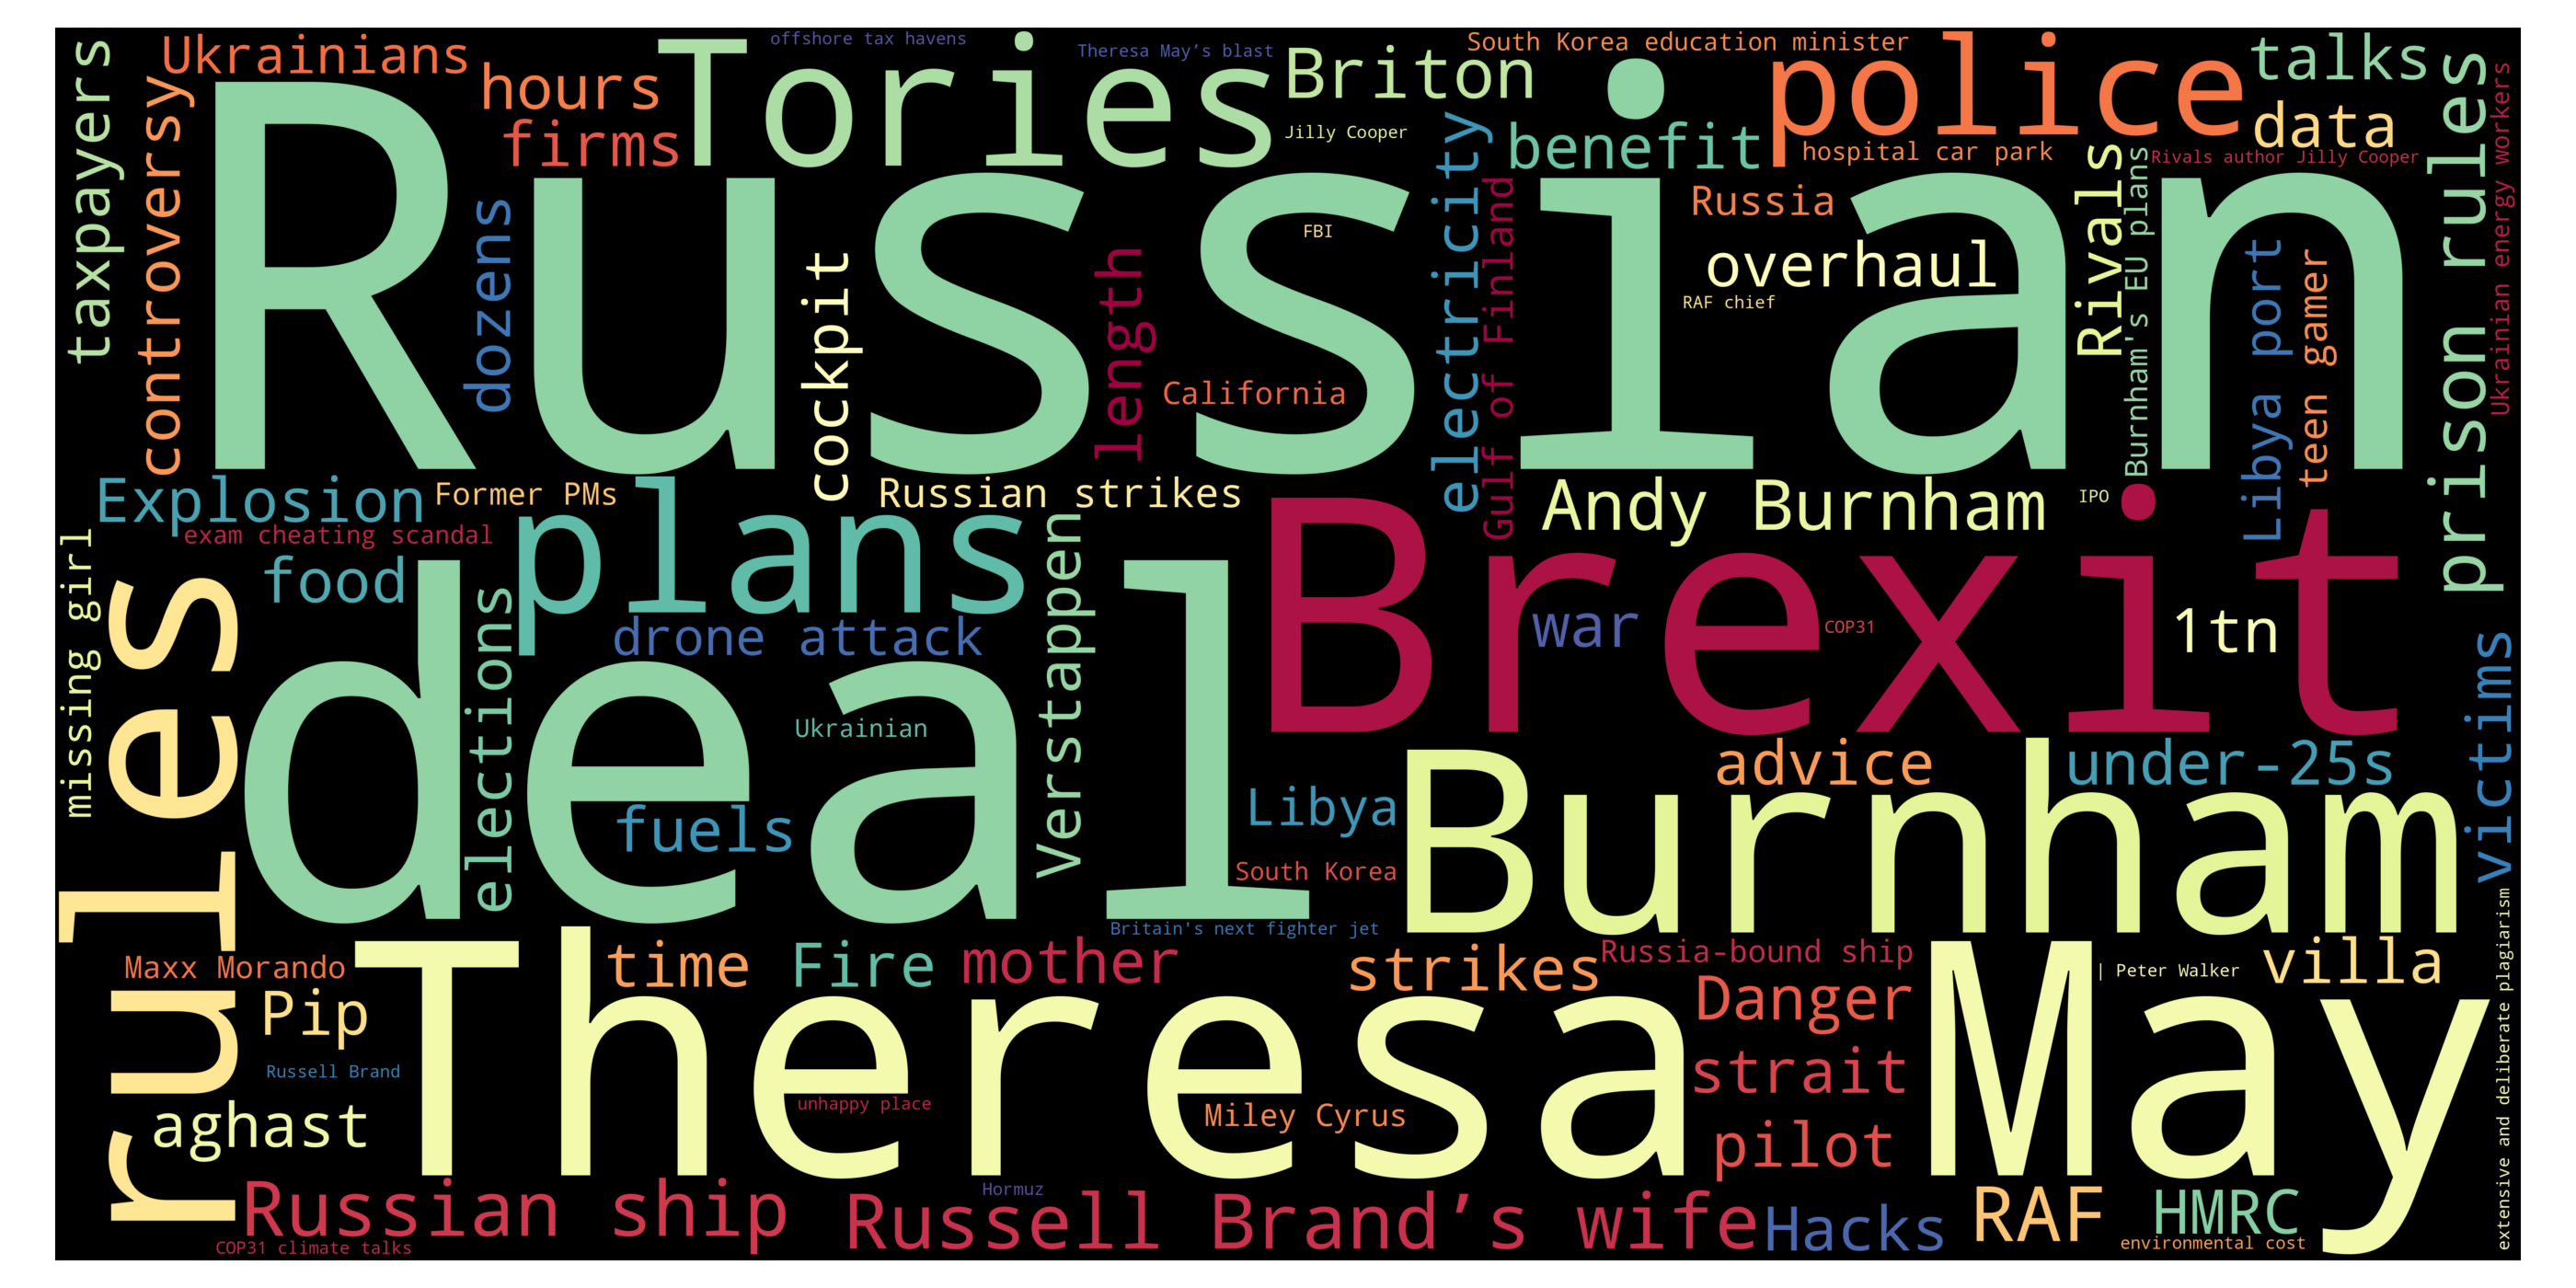 taxpayers
Ukrainians
controversy
hours
firms
Tories
offshore tax havens
Theresa May’s blast
Briton
Jilly Cooper
South Korea education minister
benefit
police
hospital car park
talks
data
Rivals author Jilly Cooper
prison rules
Ukrainian energy workers
Russian
dozens
cockpit
length
California
FBI
electricity
Gulf of Finland
Russia
overhaul
RAF chief
Rivals
Burnham's EU plans
Libya port
teen gamer
Explosion
Former PMs
exam cheating scandal
food
plans
Russian strikes
Andy Burnham
IPO
Brexit
missing girl
rules
deal
elections
drone attack
Ukrainian
fuels
Verstappen
war
COP31
1tn
victims
Libya
South Korea
Britain's next fighter jet
Burnham
advice
under-25s
Maxx Morando
Pip
Russell Brand
aghast
Theresa May
time
Fire
mother
strikes
Russia-bound ship
Danger
strait
pilot
| Peter Walker
villa
extensive and deliberate plagiarism
unhappy place
Miley Cyrus
Russian ship
COP31 climate talks
Hormuz
Russell Brand’s wife
Hacks
RAF
HMRC
environmental cost